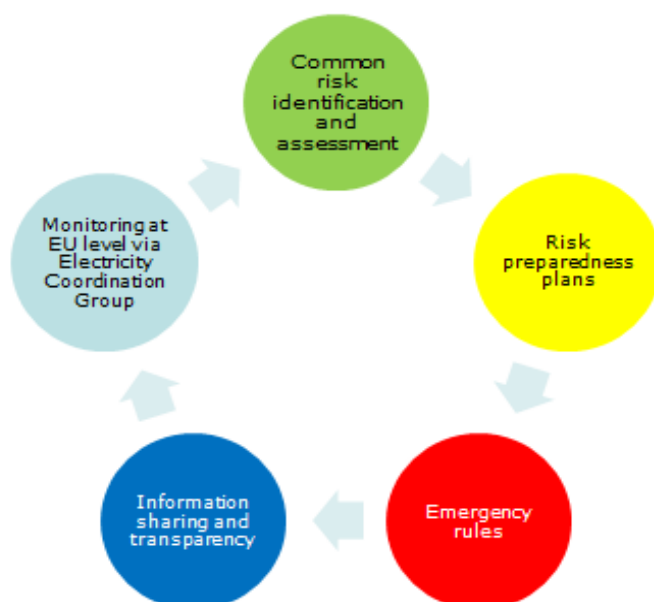 Common
risk
identification
and
assessment
Risk
preparedness
plans
Emergency
rules
Information
sharing and
transparency
Monitoring at
EU level via
Electricity
Coordination
Group